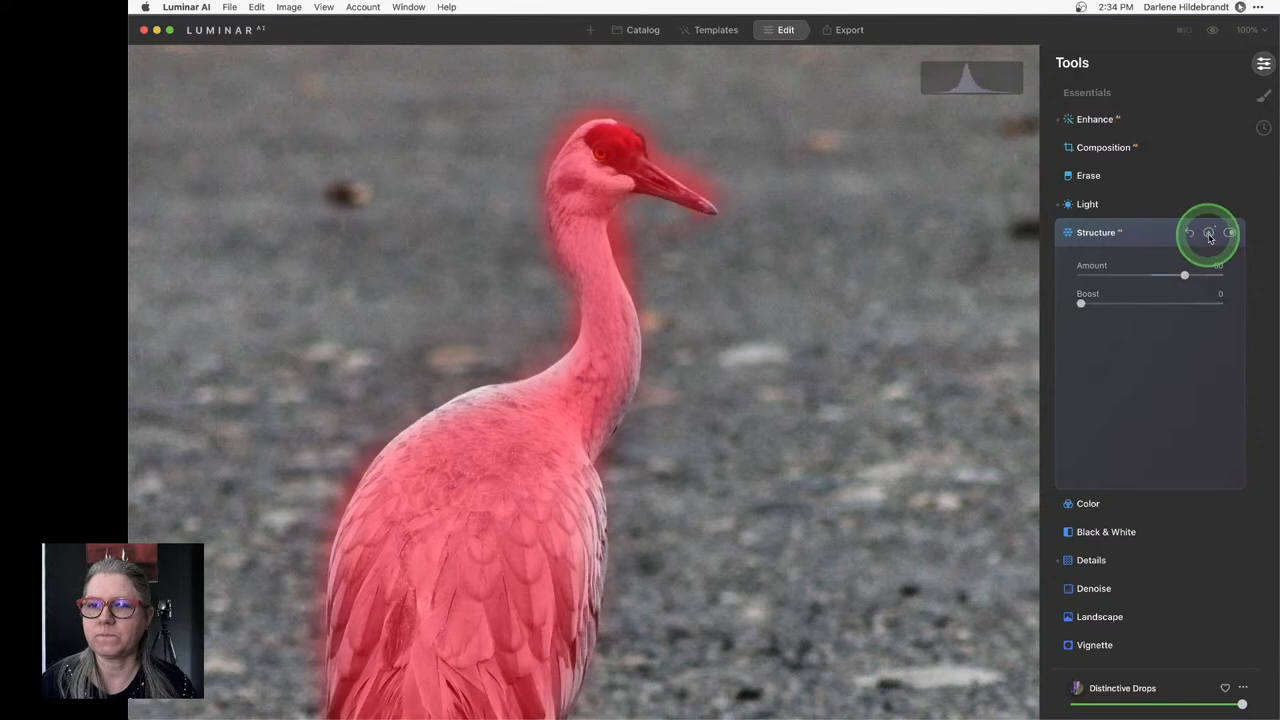 Luminar AI File Edit Image View Account Window Help 2:34 PM Darlene Hildebrandt
LUMINAR AI Catalog Templates Edit Export 100%
Tools
Essentials
Enhance AI
Composition AI
Erase
Light
Structure AI
Amount 50
Boost 0
Color
Black & White
Details
Denoise
Landscape
Vignette
Distinctive Drops